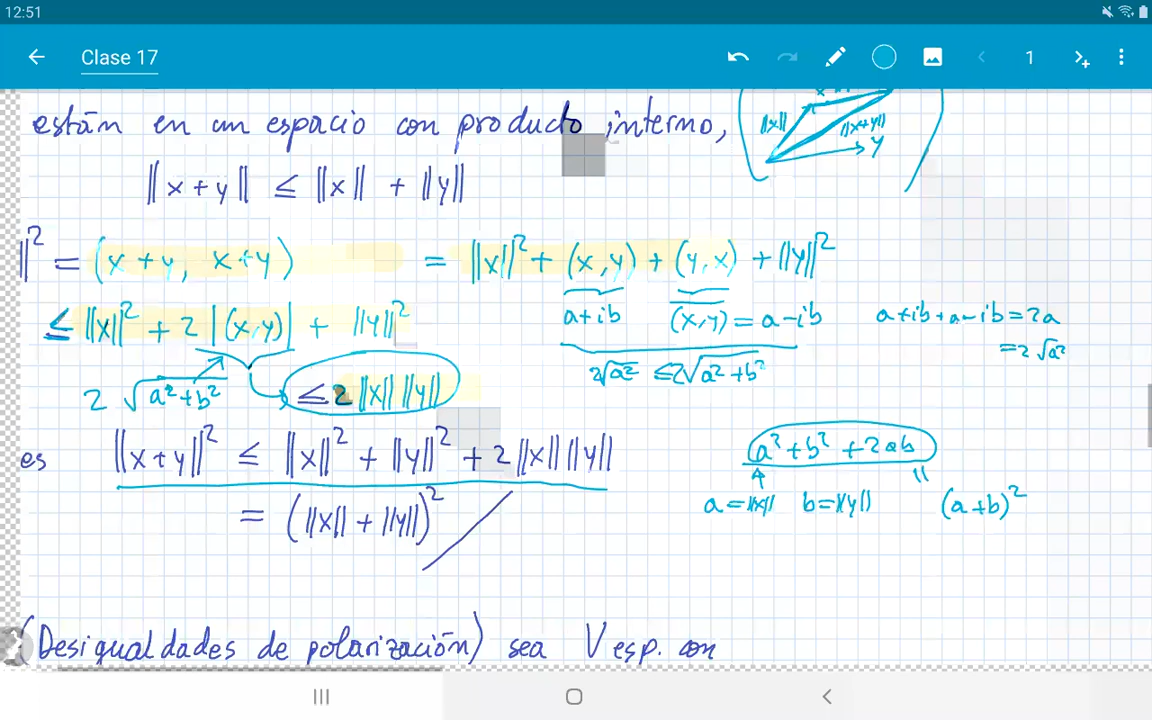 12:51
Clase 17
1
están en un espacio con producto interno,
||x|| ||x+y|| y
||x+y|| ≤ ||x|| + ||y||
||² = (x+y, x+y) = ||x||² + (x,y) + (y,x) + ||y||²
a+ib \overline{(x,y)} = a-ib a+ib+a-ib=2a
≤ ||x||² + 2|(x,y)| + ||y||²
=2√a²
2√a² ≤2√a²+b²
2 √a²+b² ≤ 2||x|| ||y||
es ||x+y||² ≤ ||x||² + ||y||² + 2||x|| ||y||
a²+b²+2ab
= (||x|| + ||y||)²
a=||x|| b=||y|| (a+b)²
(Desigualdades de polarización) sea V esp. con